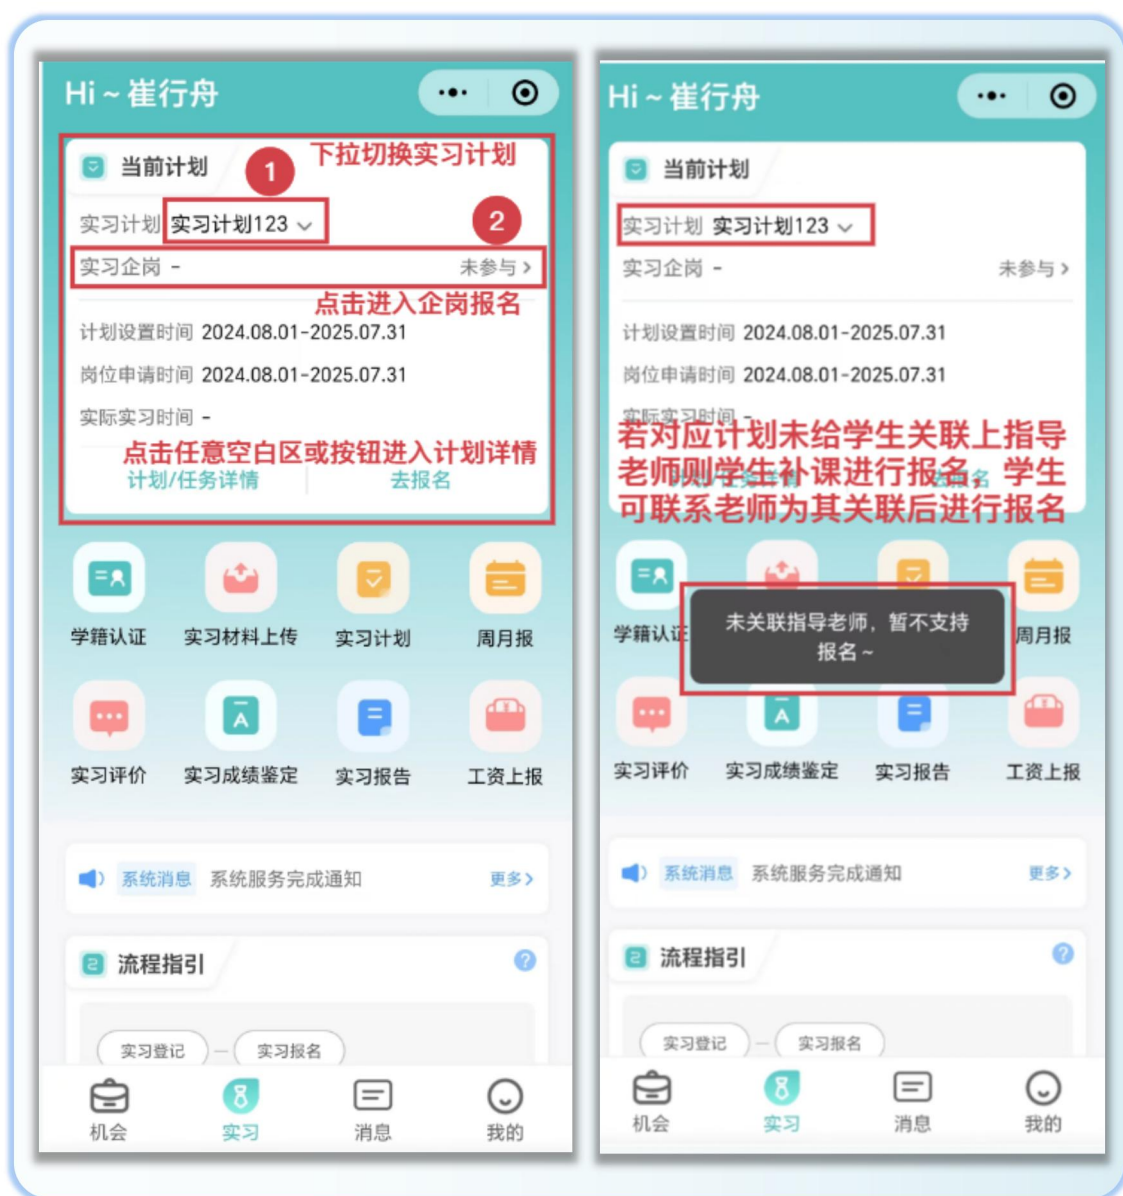 Hi ~ 崔行舟
当前计划
1
下拉切换实习计划
实习计划 实习计划123
2
实习企岗 -
未参与
点击进入企岗报名
计划设置时间 2024.08.01-2025.07.31
岗位申请时间 2024.08.01-2025.07.31
实际实习时间 -
点击任意空白区或按钮进入计划详情
计划/任务详情
去报名
学籍认证
实习材料上传
实习计划
周月报
实习评价
实习成绩鉴定
实习报告
工资上报
系统消息
系统服务完成通知
更多
流程指引
?
实习登记
实习报名
机会
实习
消息
我的
Hi ~ 崔行舟
当前计划
实习计划 实习计划123
实习企岗 -
未参与
计划设置时间 2024.08.01-2025.07.31
岗位申请时间 2024.08.01-2025.07.31
实际实习时间 -
若对应计划未给学生关联上指导
老师则学生补课进行报名，学生
可联系老师为其关联后进行报名
计划/任务详情
去报名
学籍认证
周月报
未关联指导老师，暂不支持
报名~
实习评价
实习成绩鉴定
实习报告
工资上报
系统消息
系统服务完成通知
更多
流程指引
?
实习登记
实习报名
机会
实习
消息
我的